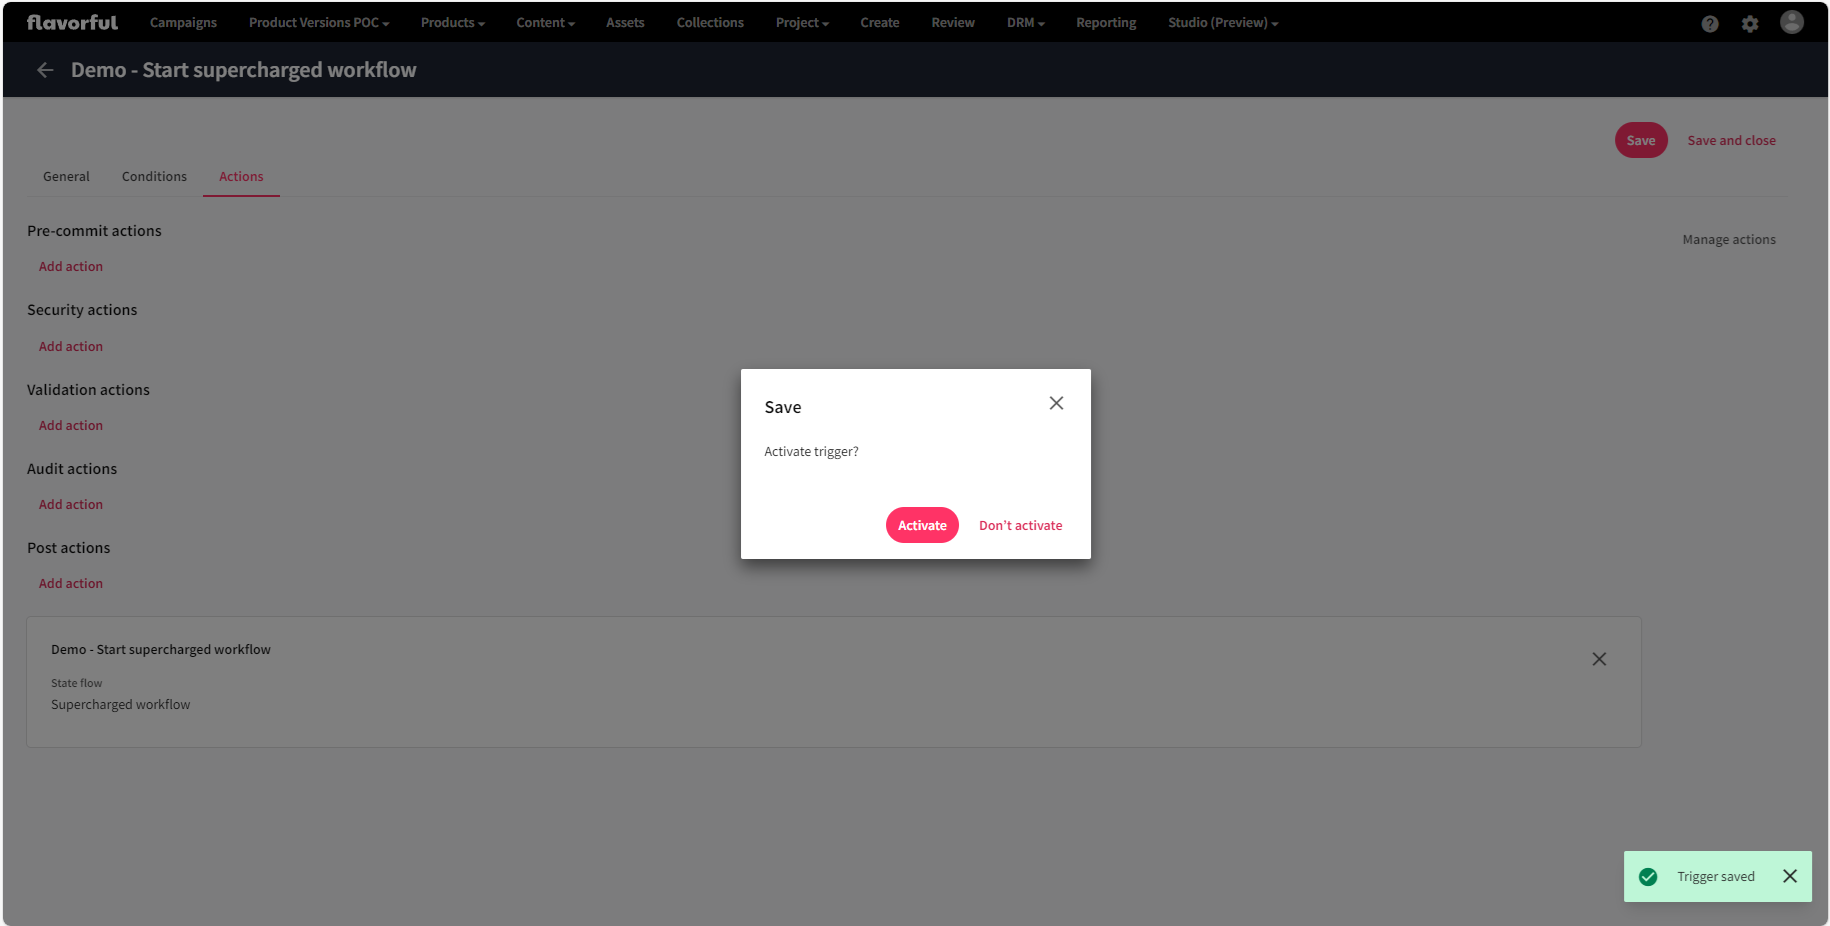 flavorful Campaigns Product Versions POC Products Content Assets Collections Project Create Review DRM Reporting Studio (Preview)
Demo - Start supercharged workflow
Save Save and close
General Conditions Actions
Pre-commit actions
Manage actions
Add action
Security actions
Add action
Validation actions
Add action
Audit actions
Add action
Post actions
Add action
Save
Activate trigger?
Activate Don't activate
Demo - Start supercharged workflow
State flow
Supercharged workflow
Trigger saved